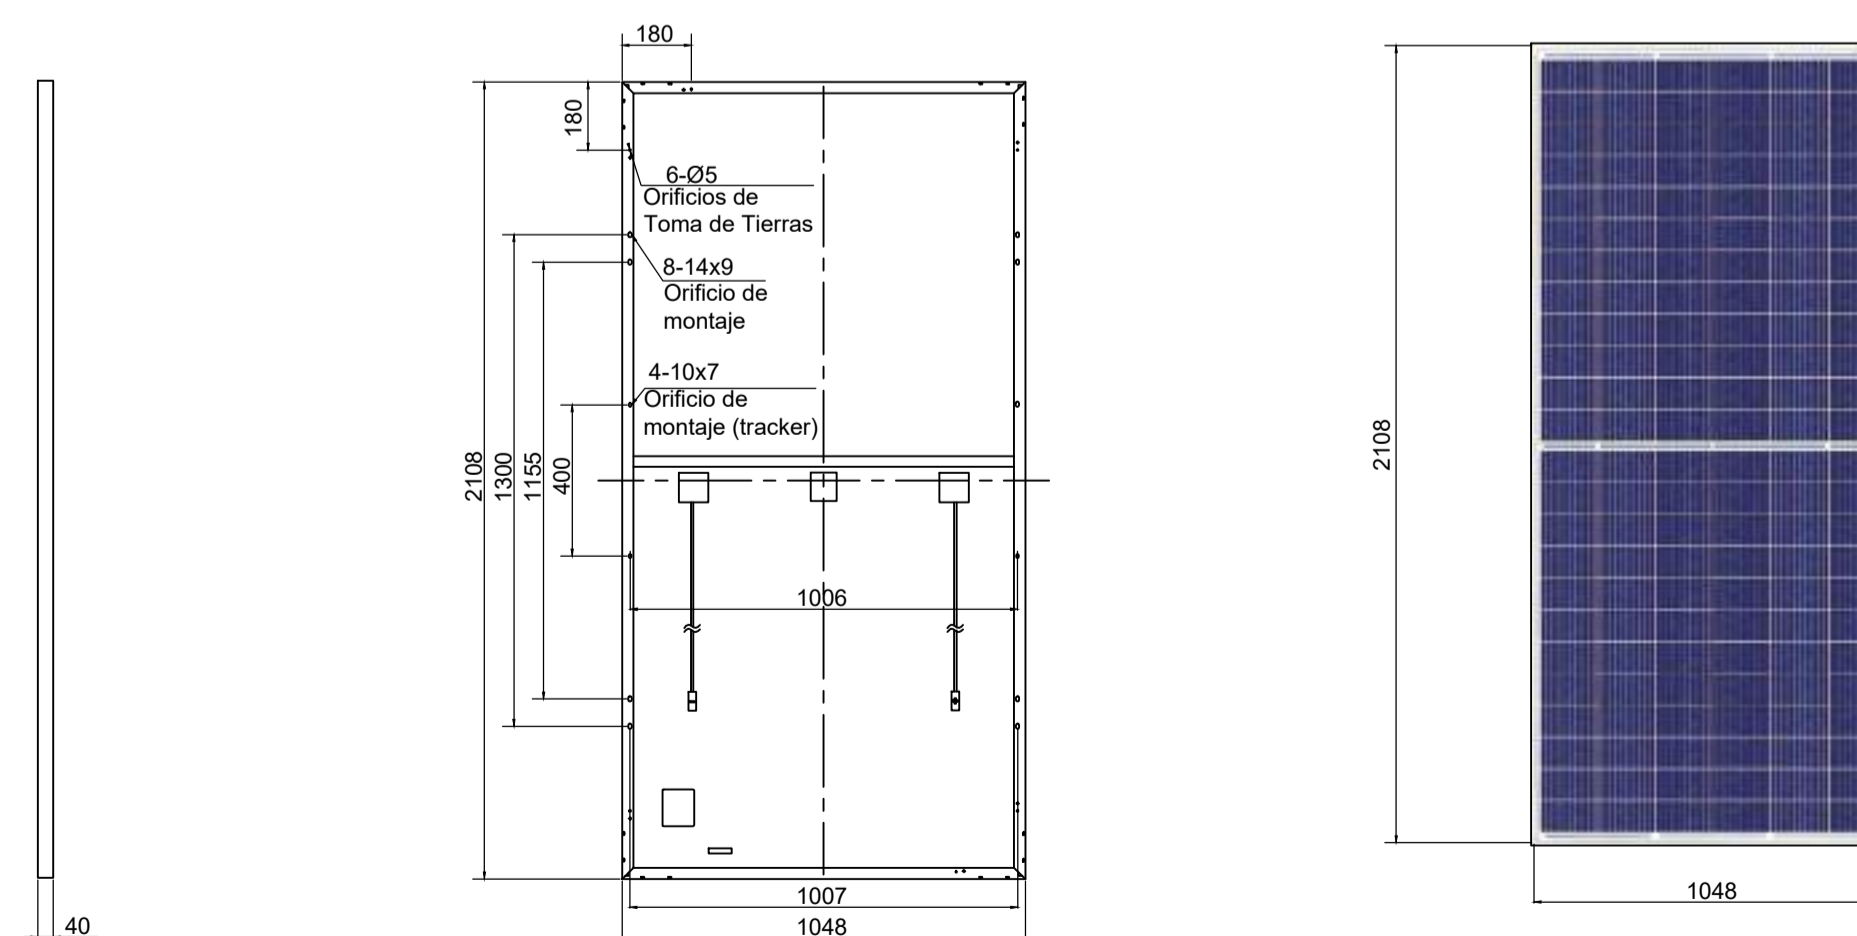 180
180
6-Ø5
Orificios de
Toma de Tierras
8-14x9
Orificio de
montaje
4-10x7
Orificio de
montaje (tracker)
2108
1300
1155
400
1006
1007
1048
40
2108
1048